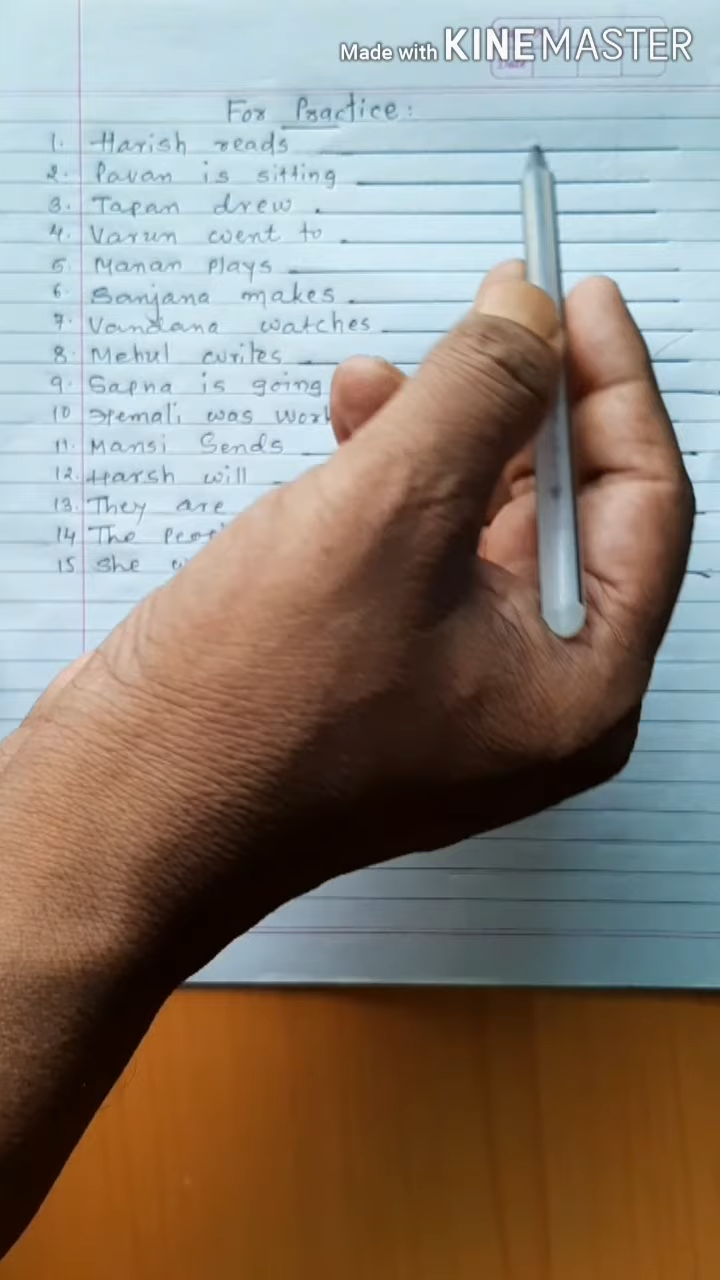 Made with KINEMASTER
Date
For Practice:
1. Harish reads
2. Pavan is sitting
3. Tapan drew
4. Varun went to
5. Manan plays
6. Sanjana makes
7. Vandana watches
8. Mehul writes
9. Sapna is going
10 Hemali was
11. Mansi Sends
12. Harsh will
13. They are
14 The
15 She